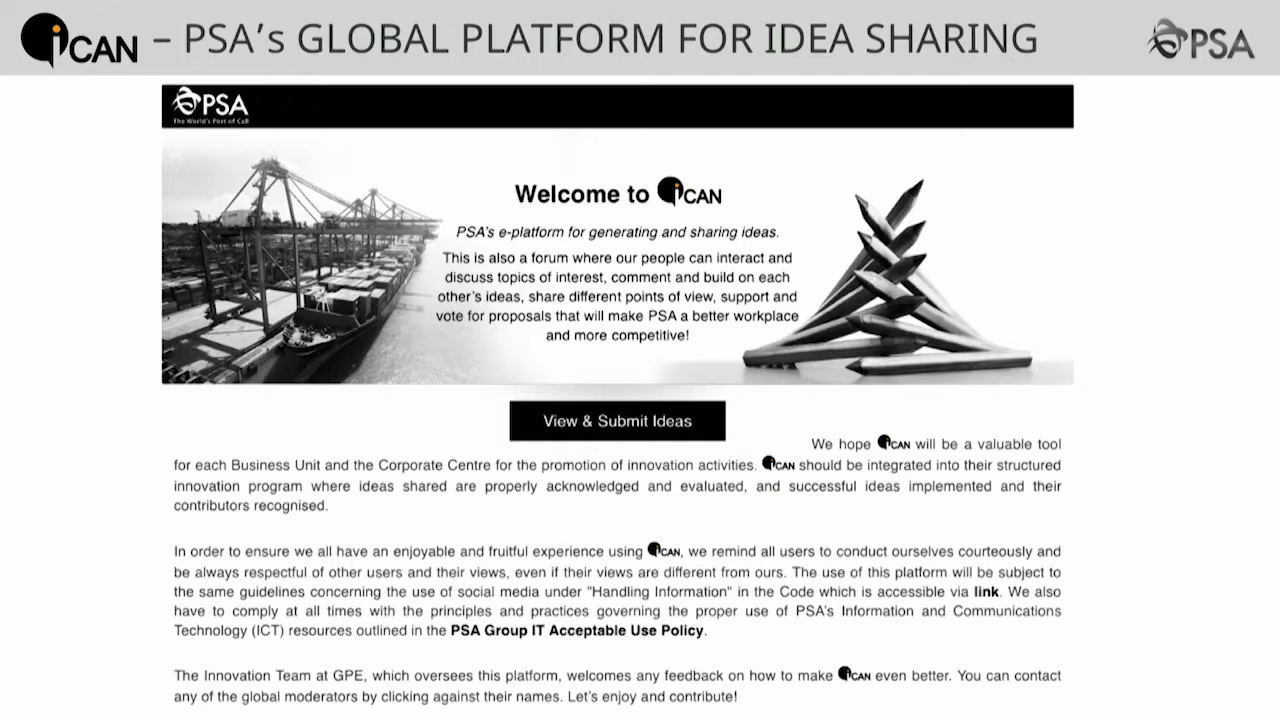 iCAN – PSA's GLOBAL PLATFORM FOR IDEA SHARING
PSA
PSA
The World's Port of Call
Welcome to iCAN
PSA's e-platform for generating and sharing ideas.
This is also a forum where our people can interact and
discuss topics of interest, comment and build on each
other's ideas, share different points of view, support and
vote for proposals that will make PSA a better workplace
and more competitive!
View & Submit Ideas
We hope iCAN will be a valuable tool
for each Business Unit and the Corporate Centre for the promotion of innovation activities. iCAN should be integrated into their structured
innovation program where ideas shared are properly acknowledged and evaluated, and successful ideas implemented and their
contributors recognised.
In order to ensure we all have an enjoyable and fruitful experience using iCAN, we remind all users to conduct ourselves courteously and
be always respectful of other users and their views, even if their views are different from ours. The use of this platform will be subject to
the same guidelines concerning the use of social media under "Handling Information" in the Code which is accessible via link. We also
have to comply at all times with the principles and practices governing the proper use of PSA's Information and Communications
Technology (ICT) resources outlined in the PSA Group IT Acceptable Use Policy.
The Innovation Team at GPE, which oversees this platform, welcomes any feedback on how to make iCAN even better. You can contact
any of the global moderators by clicking against their names. Let's enjoy and contribute!